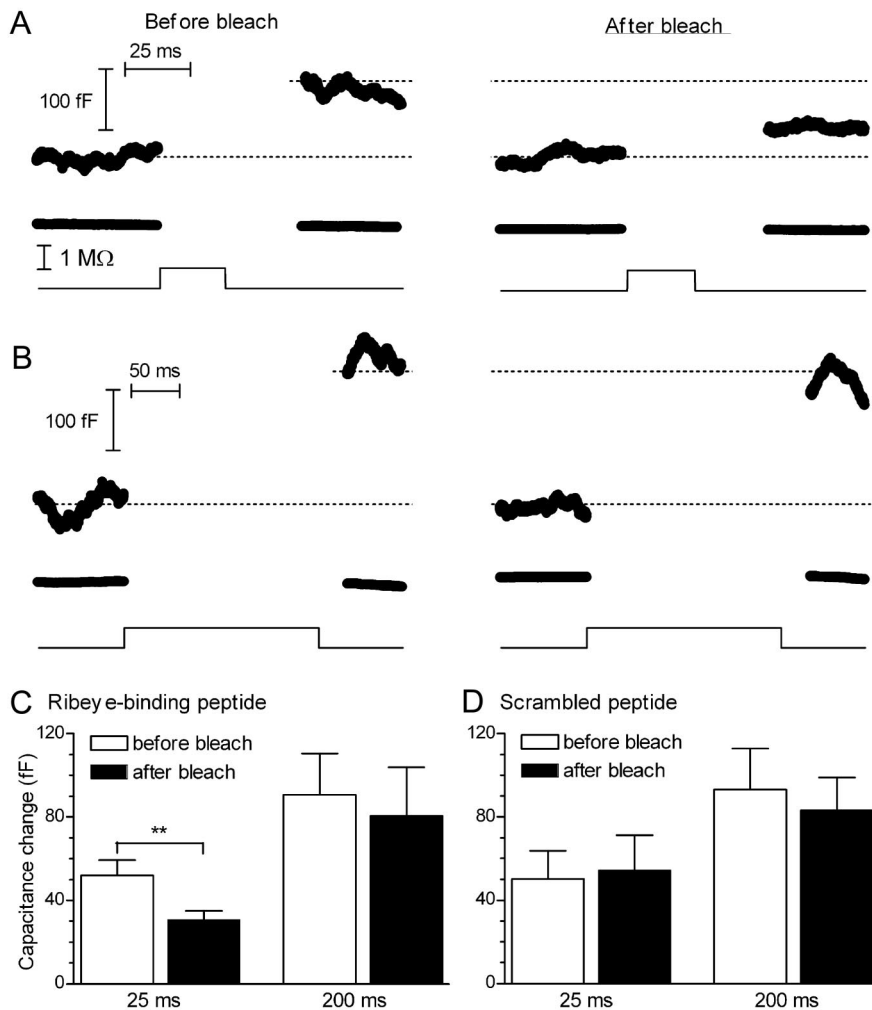 A
Before bleach
After bleach
25 ms
100 fF
1 MΩ
B
50 ms
100 fF
C Ribeye-binding peptide
120
80
40
0
Capacitance change (fF)
before bleach
after bleach
**
25 ms
200 ms
D Scrambled peptide
120
80
40
0
before bleach
after bleach
25 ms
200 ms